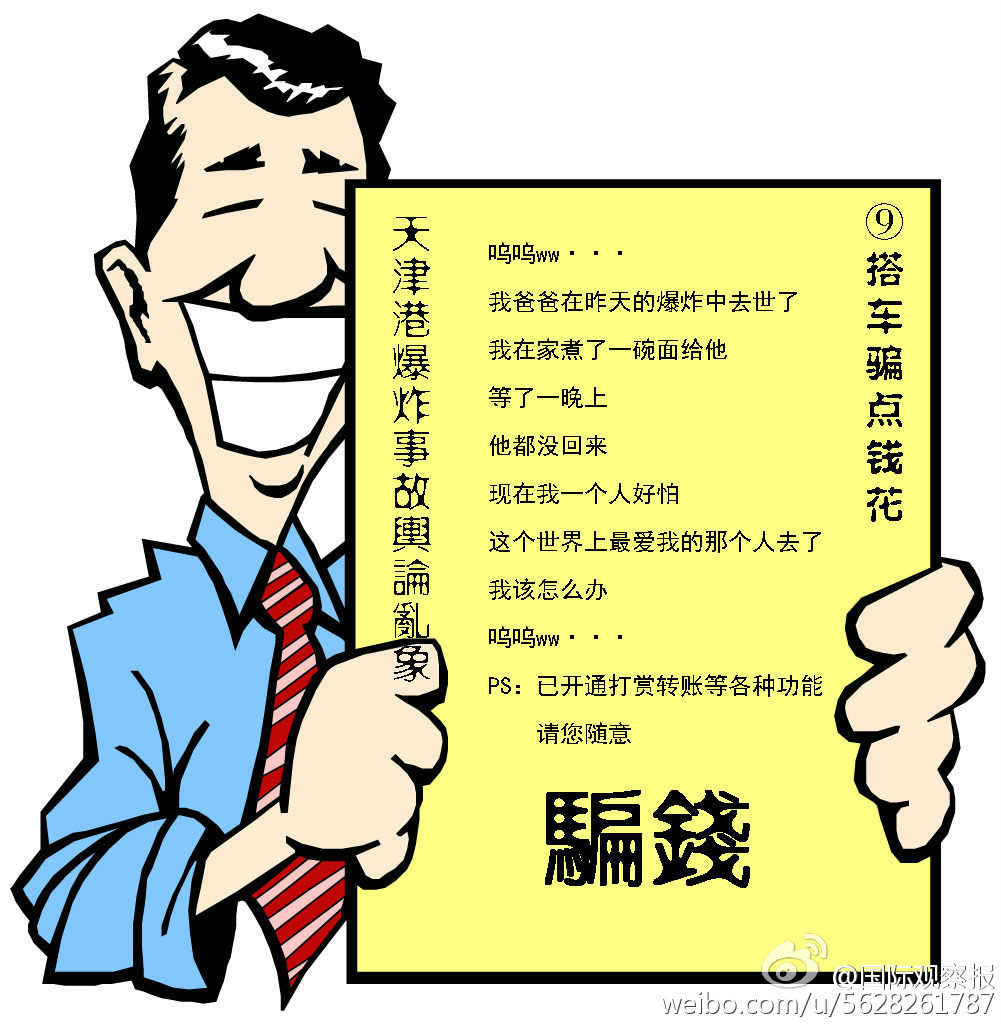 ⑨搭车骗点钱花
呜呜ww···
我爸爸在昨天的爆炸中去世了
我在家煮了一碗面给他
等了一晚上
他都没回来
现在我一个人好怕
这个世界上最爱我的那个人去了
我该怎么办
呜呜ww···
PS：已开通打赏转账等各种功能
请您随意
騙錢
天津港爆炸事故輿論亂象
@国际观察报
weibo.com/u/5628261787